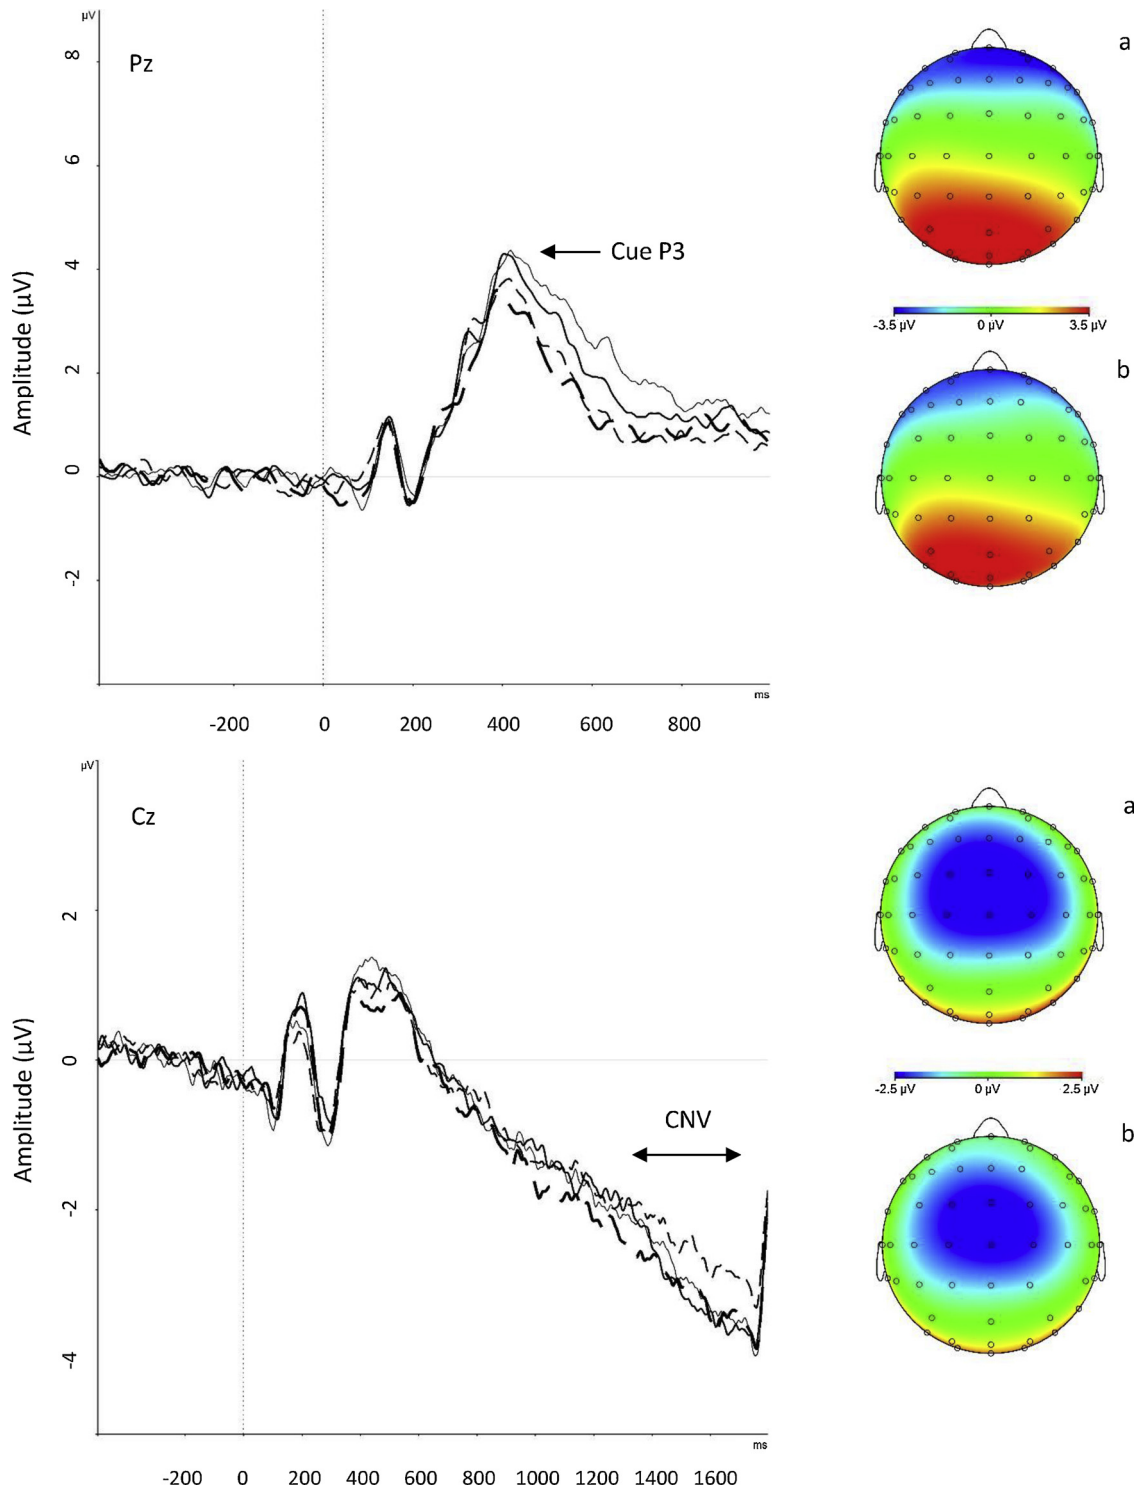 µV
a
8
Pz
6
Cue P3
4
-3.5 µV 0 µV 3.5 µV
Amplitude (µV)
b
2
0
-2
ms
-200 0 200 400 600 800
µV
a
Cz
2
0
-2.5 µV 0 µV 2.5 µV
Amplitude (µV)
CNV
b
-2
-4
ms
-200 0 200 400 600 800 1000 1200 1400 1600